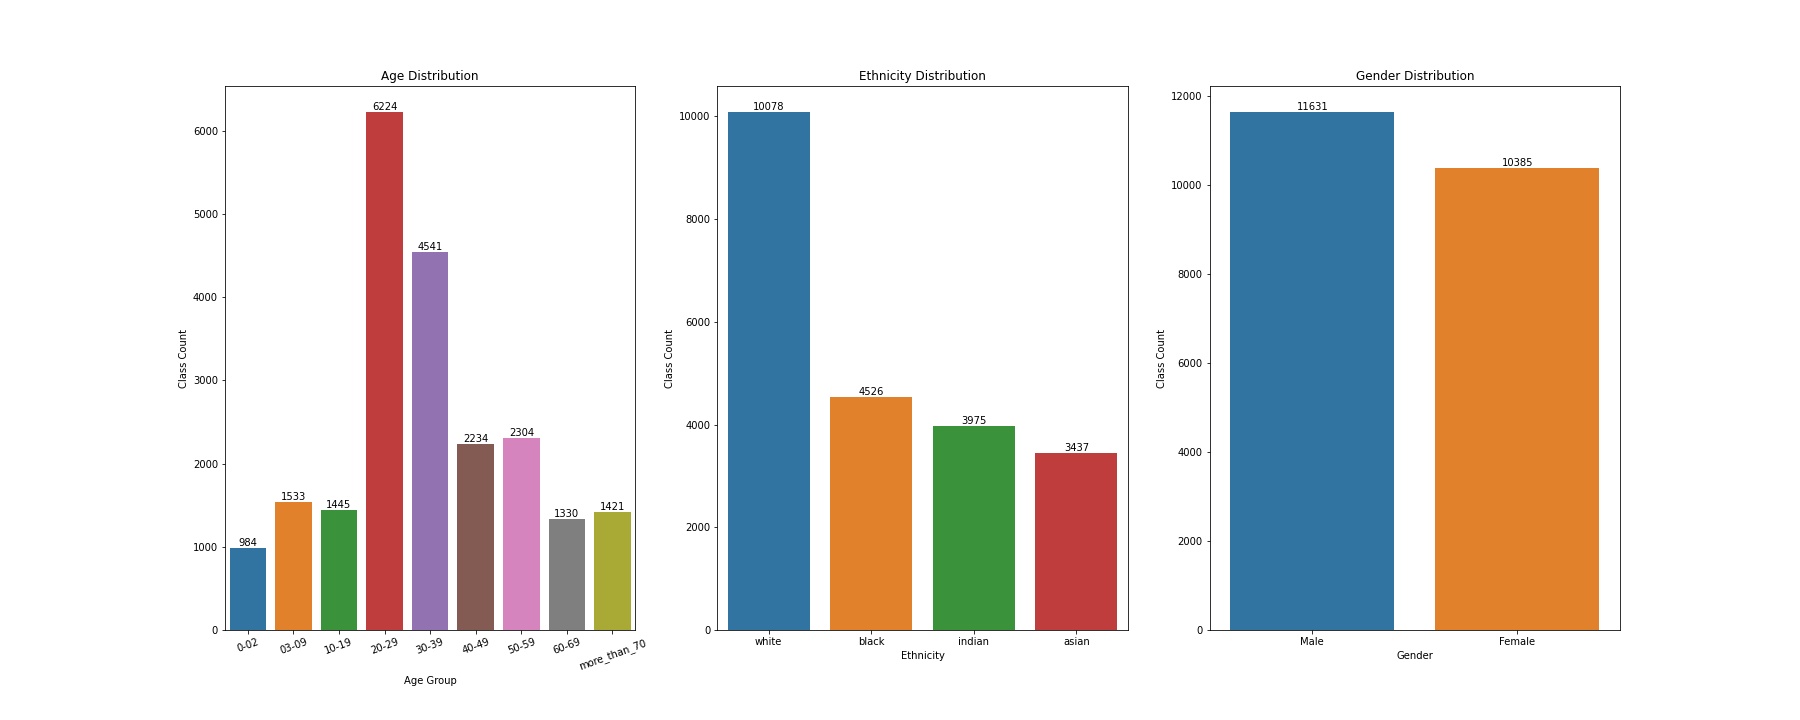 Age Distribution
6000
5000
4000
3000
2000
1000
0
Class Count
984
1533
1445
6224
4541
2234
2304
1330
1421
0-02
03-09
10-19
20-29
30-39
40-49
50-59
60-69
more_than_70
Age Group
Ethnicity Distribution
10000
8000
6000
4000
2000
0
Class Count
10078
4526
3975
3437
white
black
indian
asian
Ethnicity
Gender Distribution
12000
10000
8000
6000
4000
2000
0
Class Count
11631
10385
Male
Female
Gender